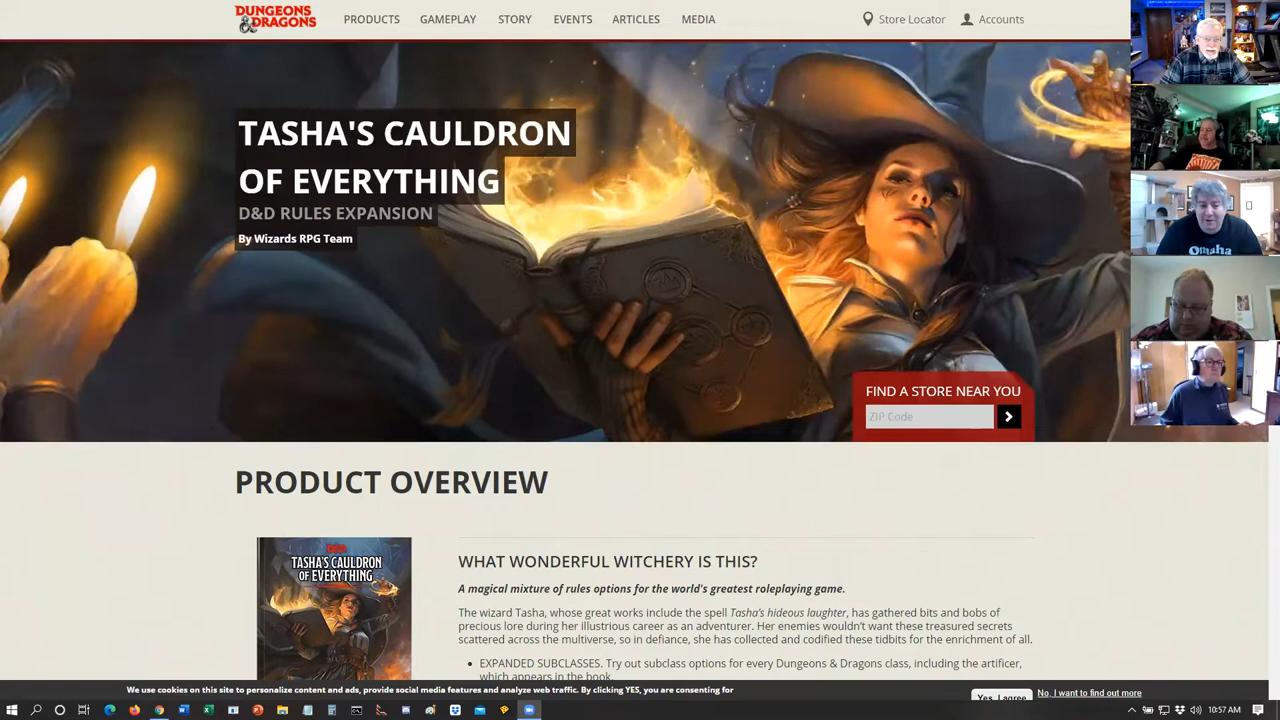 DUNGEONS
& DRAGONS
PRODUCTS GAMEPLAY STORY EVENTS ARTICLES MEDIA
Store Locator
Accounts
TASHA'S CAULDRON
OF EVERYTHING
D&D RULES EXPANSION
By Wizards RPG Team
Omaha
FIND A STORE NEAR YOU
ZIP Code
PRODUCT OVERVIEW
D&D
TASHA'S CAULDRON
OF EVERYTHING
WHAT WONDERFUL WITCHERY IS THIS?
A magical mixture of rules options for the world's greatest roleplaying game.
The wizard Tasha, whose great works include the spell Tasha's hideous laughter, has gathered bits and bobs of
precious lore during her illustrious career as an adventurer. Her enemies wouldn't want these treasured secrets
scattered across the multiverse, so in defiance, she has collected and codified these tidbits for the enrichment of all.
• EXPANDED SUBCLASSES. Try out subclass options for every Dungeons & Dragons class, including the artificer,
which appears in the book.
We use cookies on this site to personalize content and ads, provide social media features and analyze web traffic. By clicking YES, you are consenting for
Yes, I agree
No, I want to find out more
10:57 AM